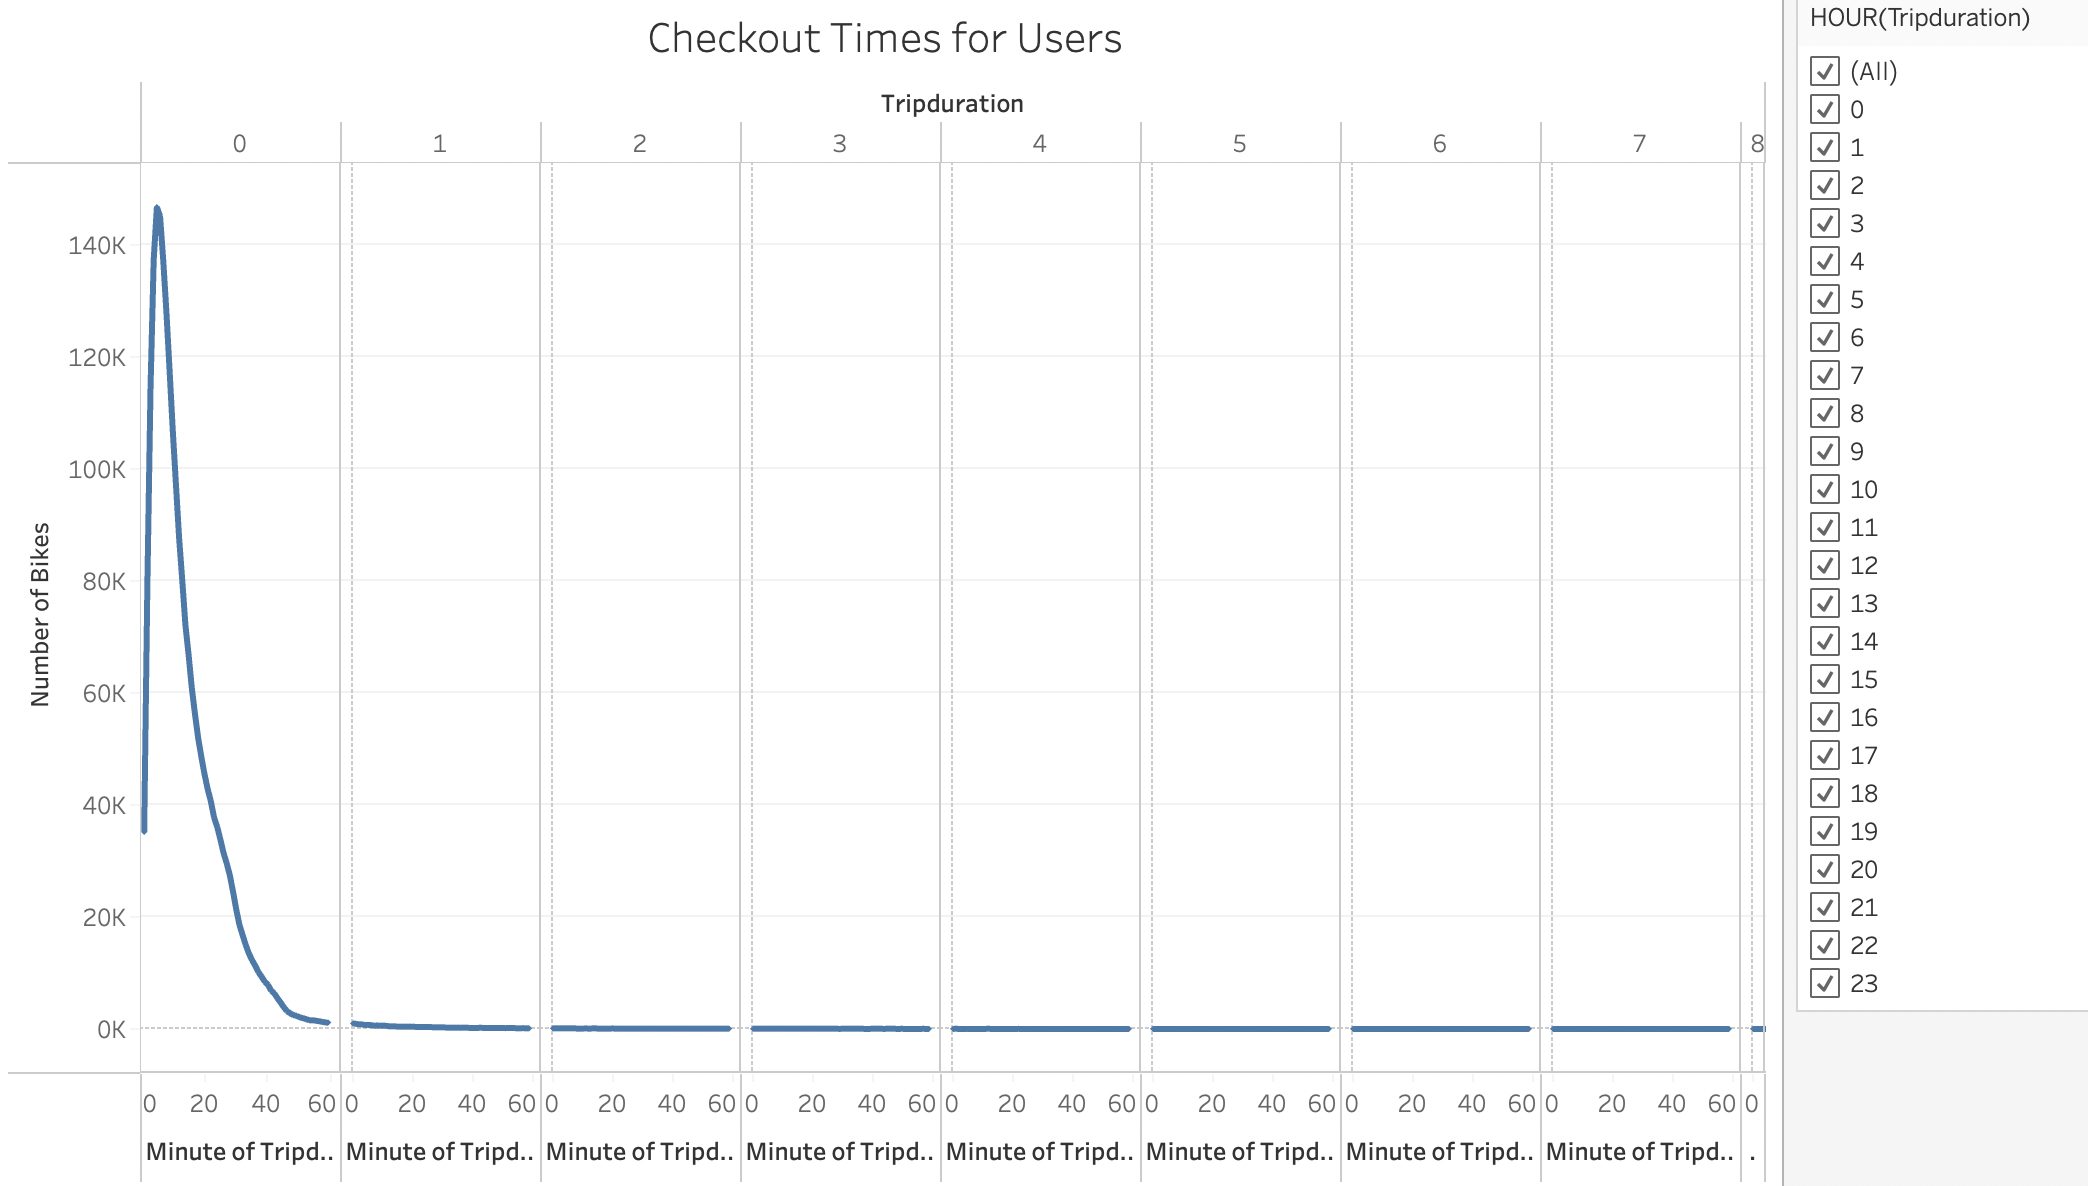 Checkout Times for Users
Tripduration
0 1 2 3 4 5 6 7 8
140K
120K
100K
80K
60K
40K
20K
0K
Number of Bikes
0 20 40 60 0 20 40 60 0 20 40 60 0 20 40 60 0 20 40 60 0 20 40 60 0 20 40 60 0 20 40 60 0
Minute of Tripd.. Minute of Tripd.. Minute of Tripd.. Minute of Tripd.. Minute of Tripd.. Minute of Tripd.. Minute of Tripd.. Minute of Tripd.. .
HOUR(Tripduration)
(All)
0
1
2
3
4
5
6
7
8
9
10
11
12
13
14
15
16
17
18
19
20
21
22
23